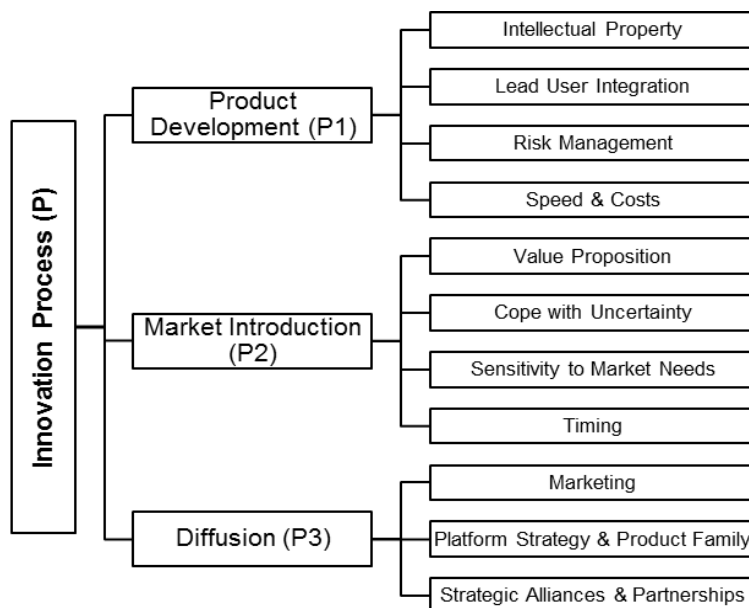 Innovation Process (P)
Product
Development (P1)
Intellectual Property
Lead User Integration
Risk Management
Speed & Costs
Market Introduction
(P2)
Value Proposition
Cope with Uncertainty
Sensitivity to Market Needs
Timing
Diffusion (P3)
Marketing
Platform Strategy & Product Family
Strategic Alliances & Partnerships